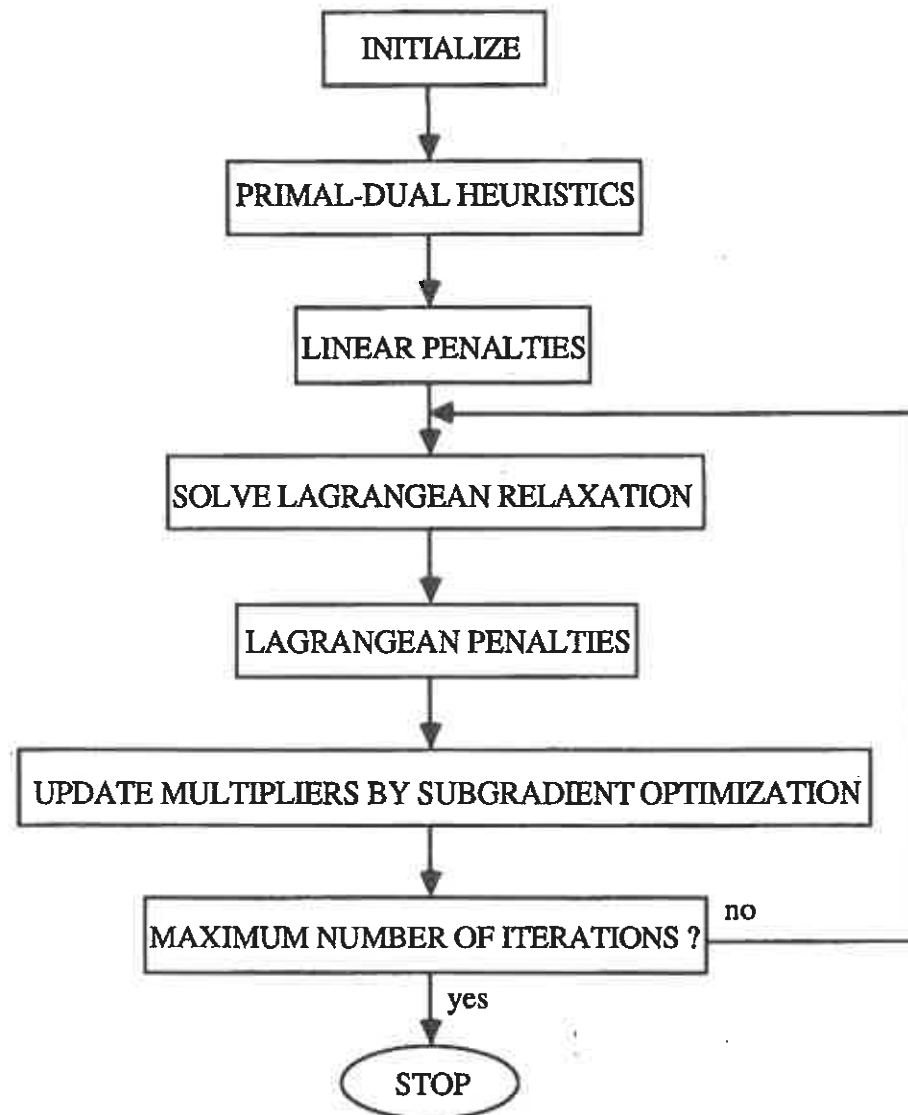 INITIALIZE
PRIMAL-DUAL HEURISTICS
LINEAR PENALTIES
SOLVE LAGRANGEAN RELAXATION
LAGRANGEAN PENALTIES
UPDATE MULTIPLIERS BY SUBGRADIENT OPTIMIZATION
no
MAXIMUM NUMBER OF ITERATIONS ?
yes
STOP